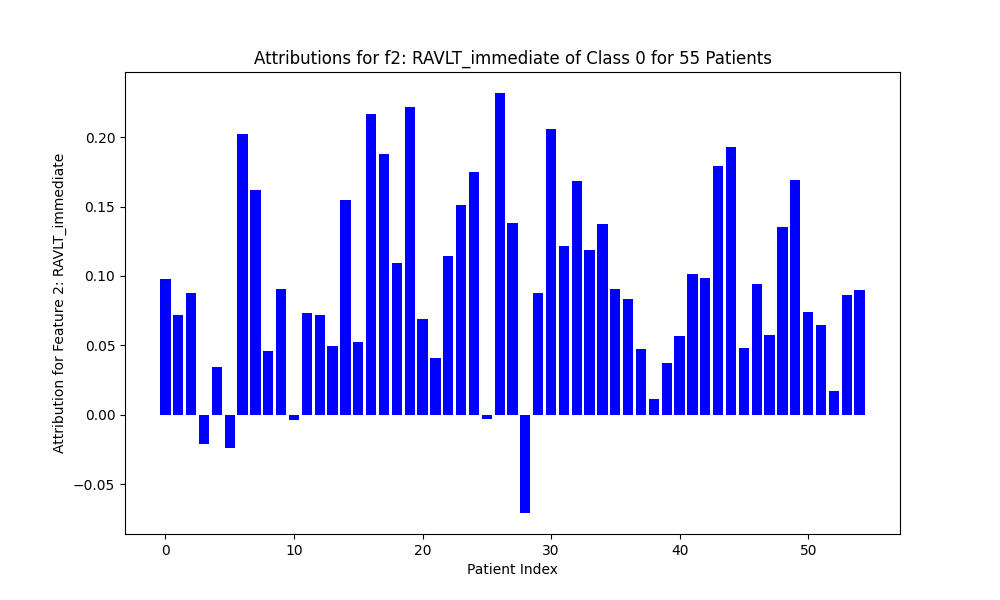 Attributions for f2: RAVLT_immediate of Class 0 for 55 Patients
Attribution for Feature 2: RAVLT_immediate
0.20
0.15
0.10
0.05
0.00
−0.05
0 10 20 30 40 50
Patient Index